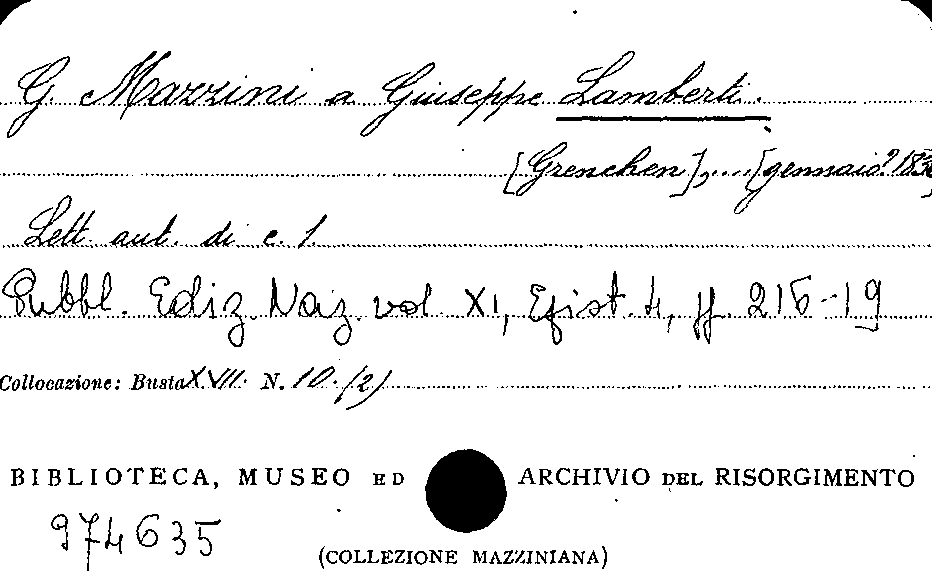 G. Mazzini a Giuseppe Lamberti.
[Grenchen], .... [gennaio? 183
Lett. aut. di c. 1.
Pubbl. Ediz. Naz. vol. XI, Epist. 4, pp. 216-19
Collocazione: Busta XVII. N. 10. (2)
BIBLIOTECA, MUSEO ED ARCHIVIO DEL RISORGIMENTO
974635
(COLLEZIONE MAZZINIANA)